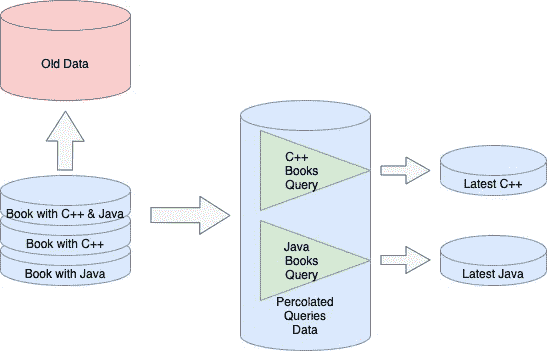 Old Data
Book with C++ & Java
Book with C++
Book with Java
C++
Books
Query
Java
Books
Query
Percolated
Queries
Data
Latest C++
Latest Java